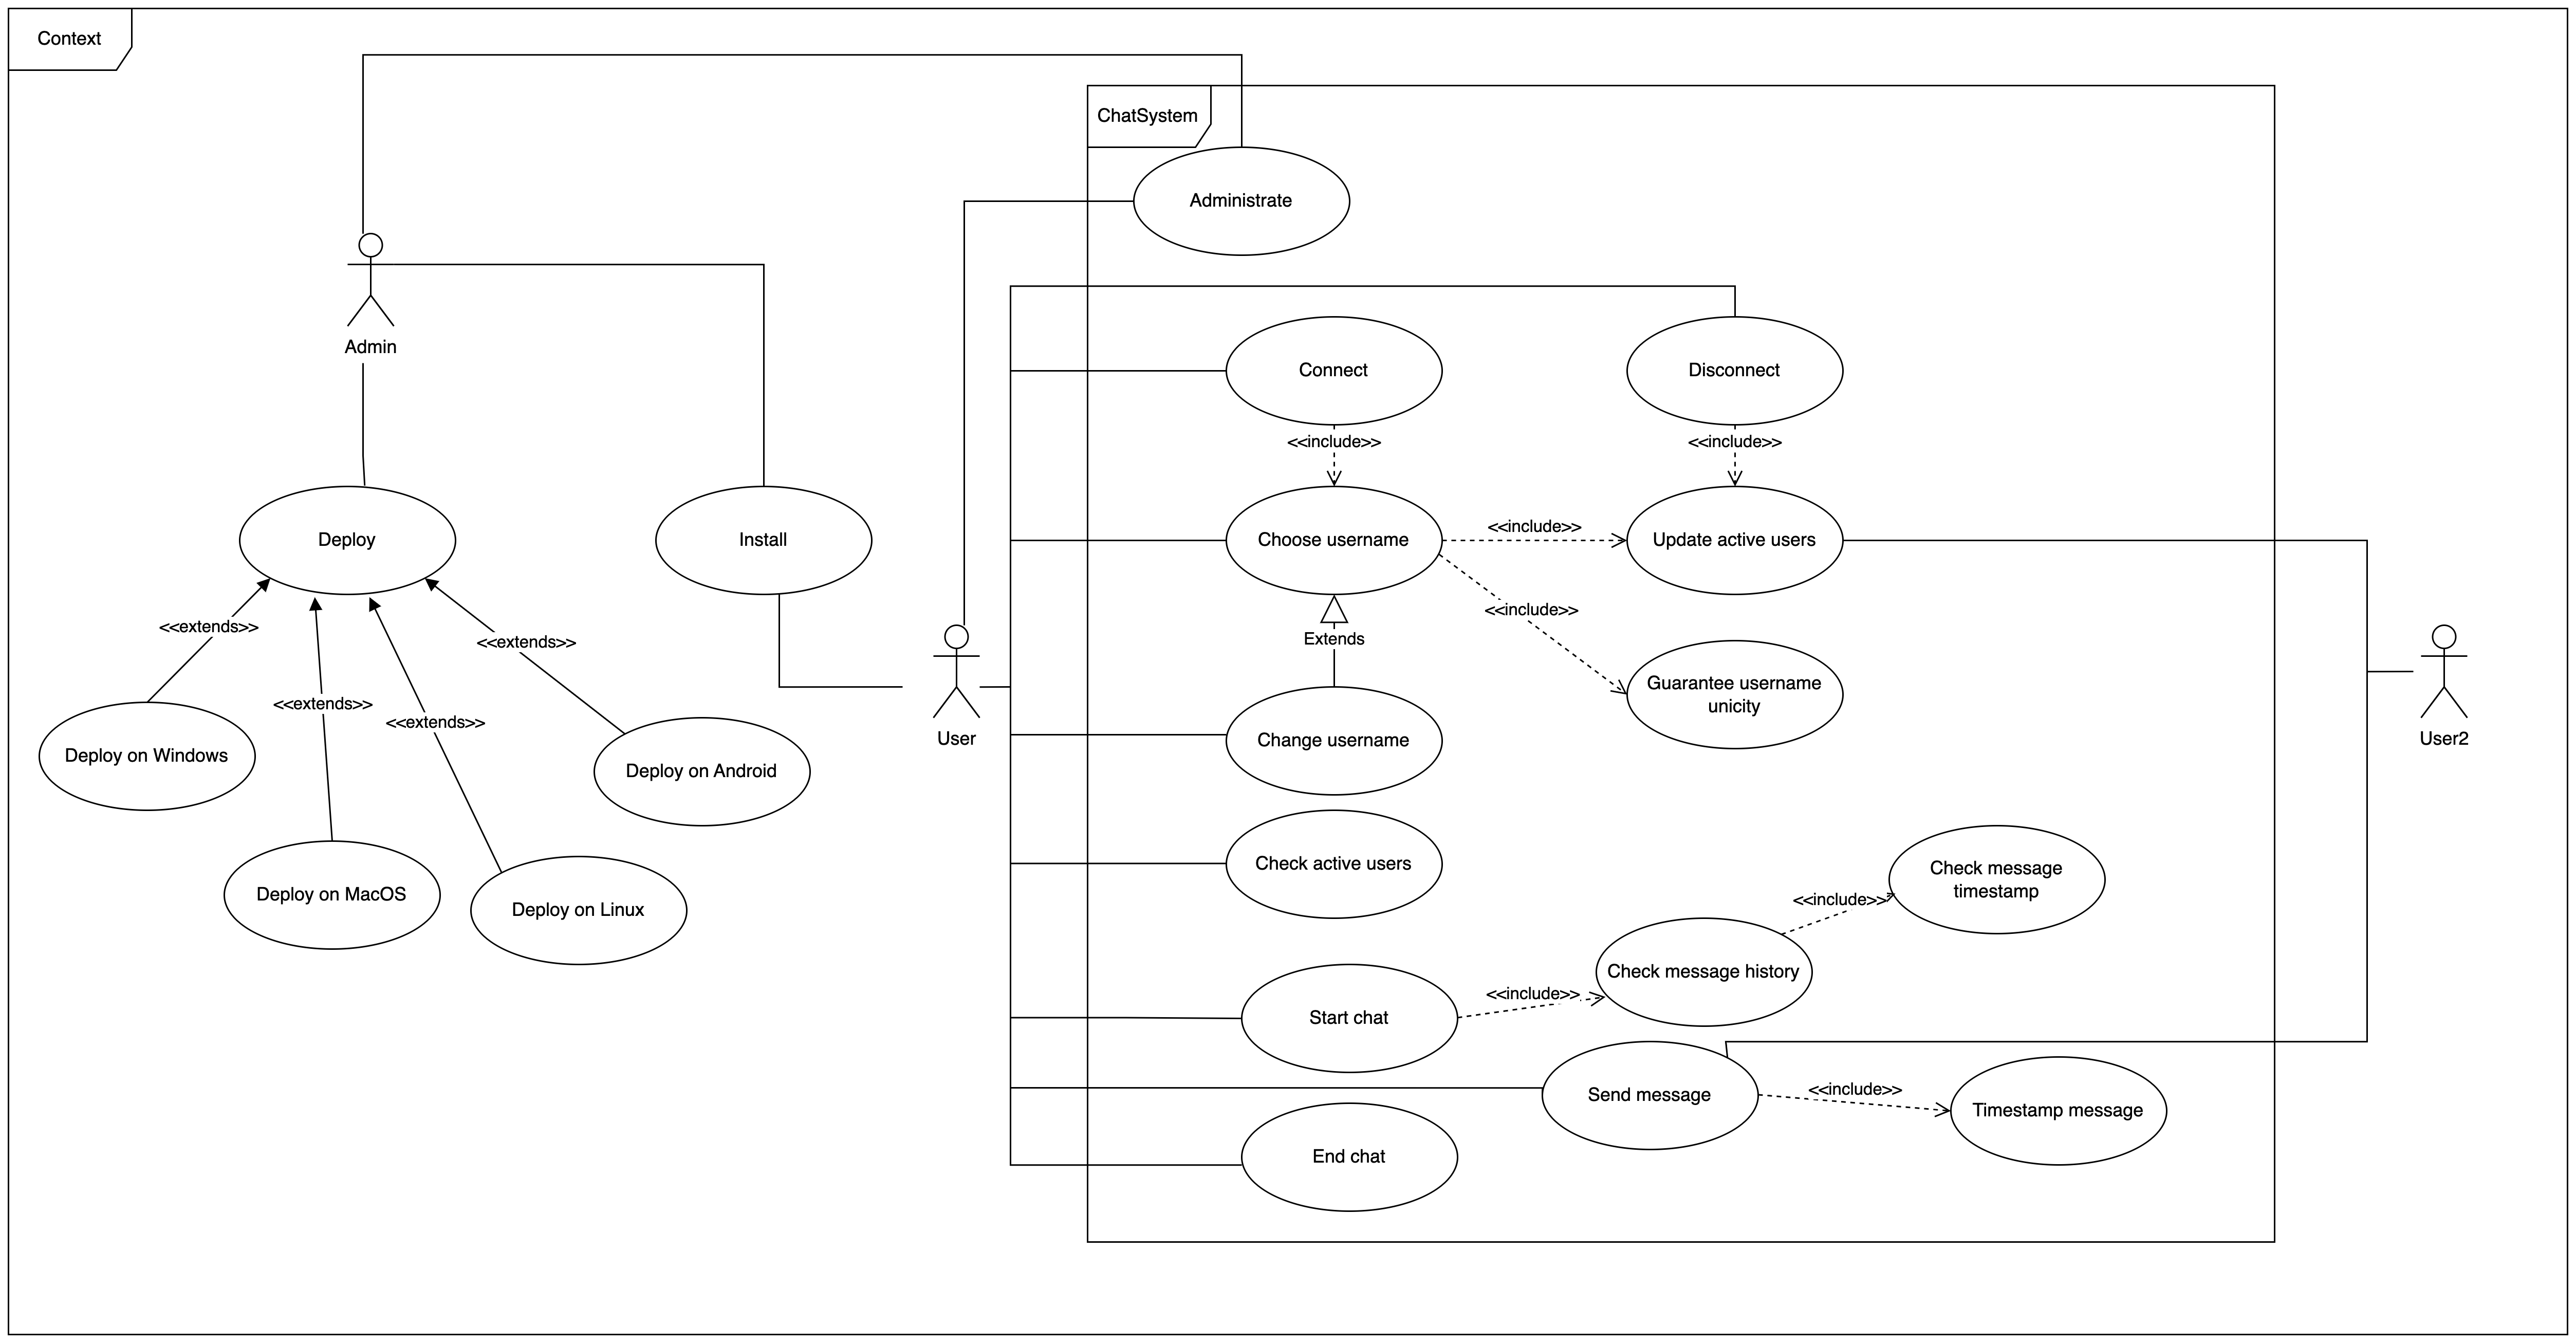 Context
ChatSystem
Administrate
Admin
Connect
Disconnect
<<include>>
<<include>>
Deploy
Install
Choose username
<<include>>
Update active users
<<extends>>
<<extends>>
<<include>>
Extends
<<extends>>
<<extends>>
Guarantee username
unicity
User
Change username
User2
Deploy on Windows
Deploy on Android
Check active users
Check message
timestamp
Deploy on MacOS
Deploy on Linux
<<include>>
Check message history
<<include>>
Start chat
Send message
<<include>>
Timestamp message
End chat